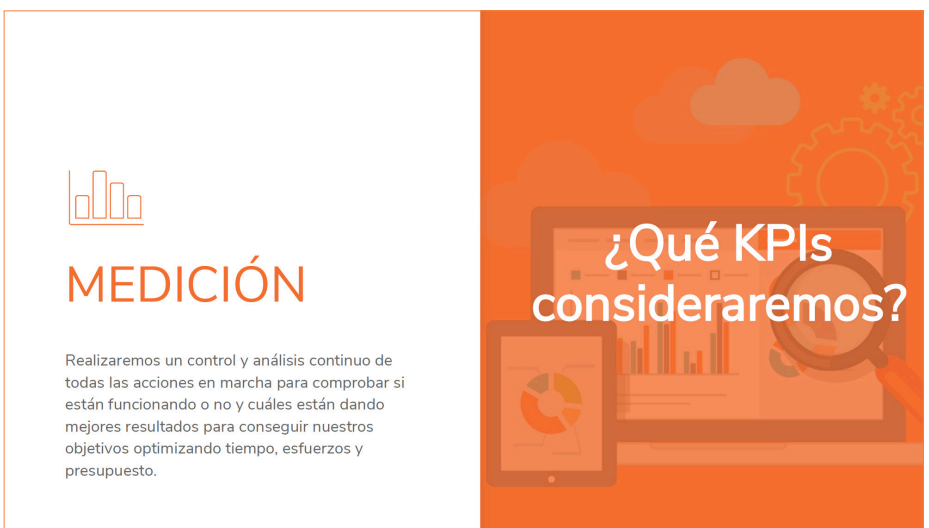 MEDICIÓN
Realizaremos un control y análisis continuo de
todas las acciones en marcha para comprobar si
están funcionando o no y cuáles están dando
mejores resultados para conseguir nuestros
objetivos optimizando tiempo, esfuerzos y
presupuesto.
¿Qué KPIs
consideraremos?